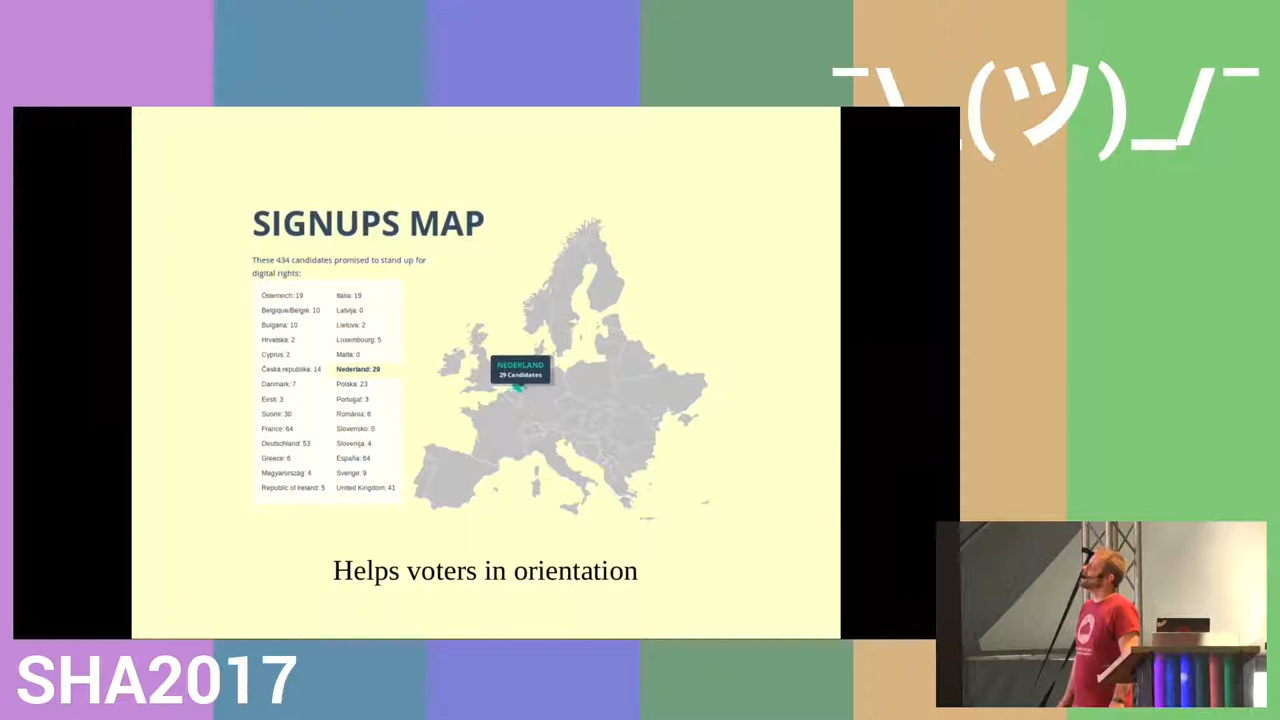 ¯\_(ツ)_/¯
SIGNUPS MAP
These 434 candidates promised to stand up for
digital rights:
Österreich: 19
Belgique/België: 10
Bulgaria: 10
Hrvatska: 2
Cyprus: 2
Česká republika: 14
Danmark: 7
Eesti: 3
Suomi: 30
France: 64
Deutschland: 53
Greece: 6
Magyarország: 4
Republic of Ireland: 5
Italia: 19
Latvija: 0
Lietuva: 2
Luxembourg: 5
Malta: 0
Nederland: 29
Polska: 23
Portugal: 3
România: 6
Slovensko: 0
Slovenija: 4
España: 64
Sverige: 9
United Kingdom: 41
NEDERLAND
29 Candidates
Helps voters in orientation
SHA2017